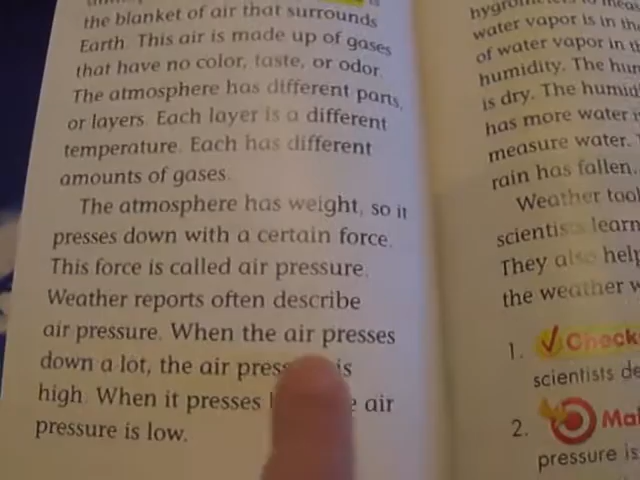 the blanket of air that surrounds
Earth. This air is made up of gases
that have no color, taste, or odor.
The atmosphere has different parts,
or layers. Each layer is a different
temperature. Each has different
amounts of gases.
The atmosphere has weight, so it
presses down with a certain force.
This force is called air pressure.
Weather reports often describe
air pressure. When the air presses
down a lot, the air is
high. When it presses air
pressure is low.
water vapor is in th
of water vapor in th
humidity. The hum
is dry. The humid
has more water i
measure water.
rain has fallen.
Weather tool
scientists learn
They also help
the weather w
1. Check
scientists de
2. Mai
pressure is